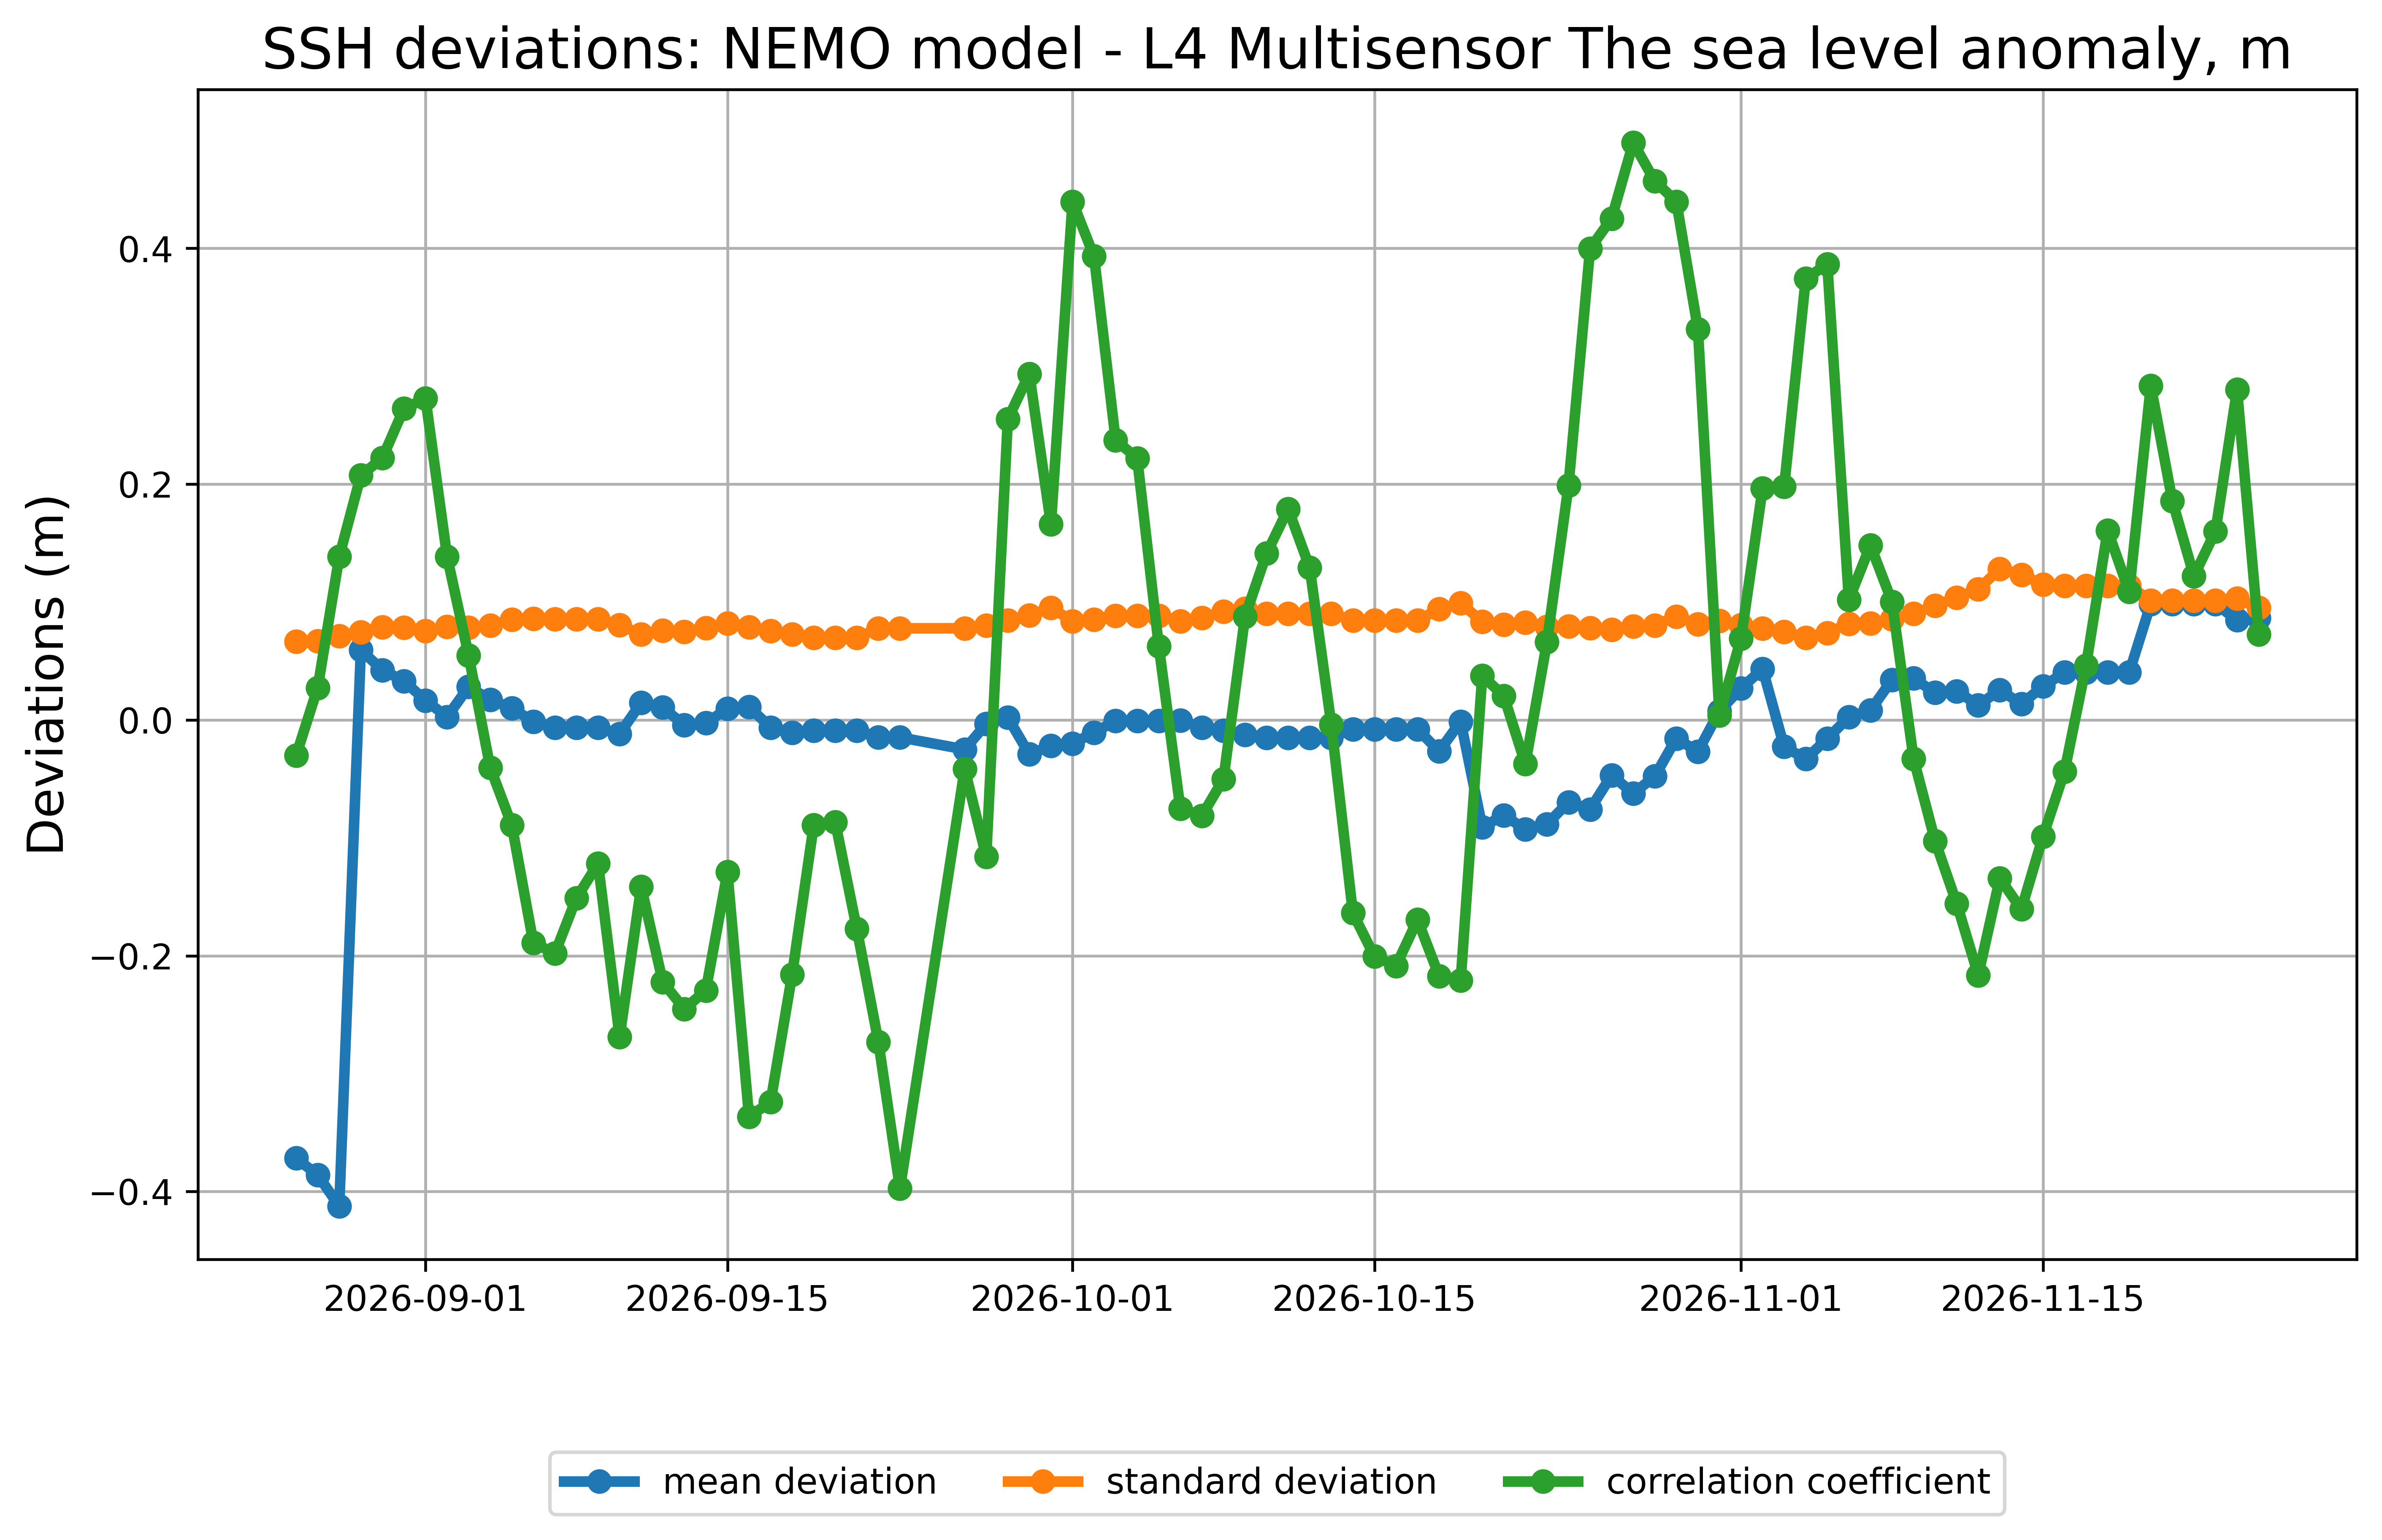 SSH deviations: NEMO model - L4 Multisensor The sea level anomaly, m
Deviations (m)
0.4
0.2
0.0
−0.2
−0.4
2026-09-01
2026-09-15
2026-10-01
2026-10-15
2026-11-01
2026-11-15
mean deviation
standard deviation
correlation coefficient